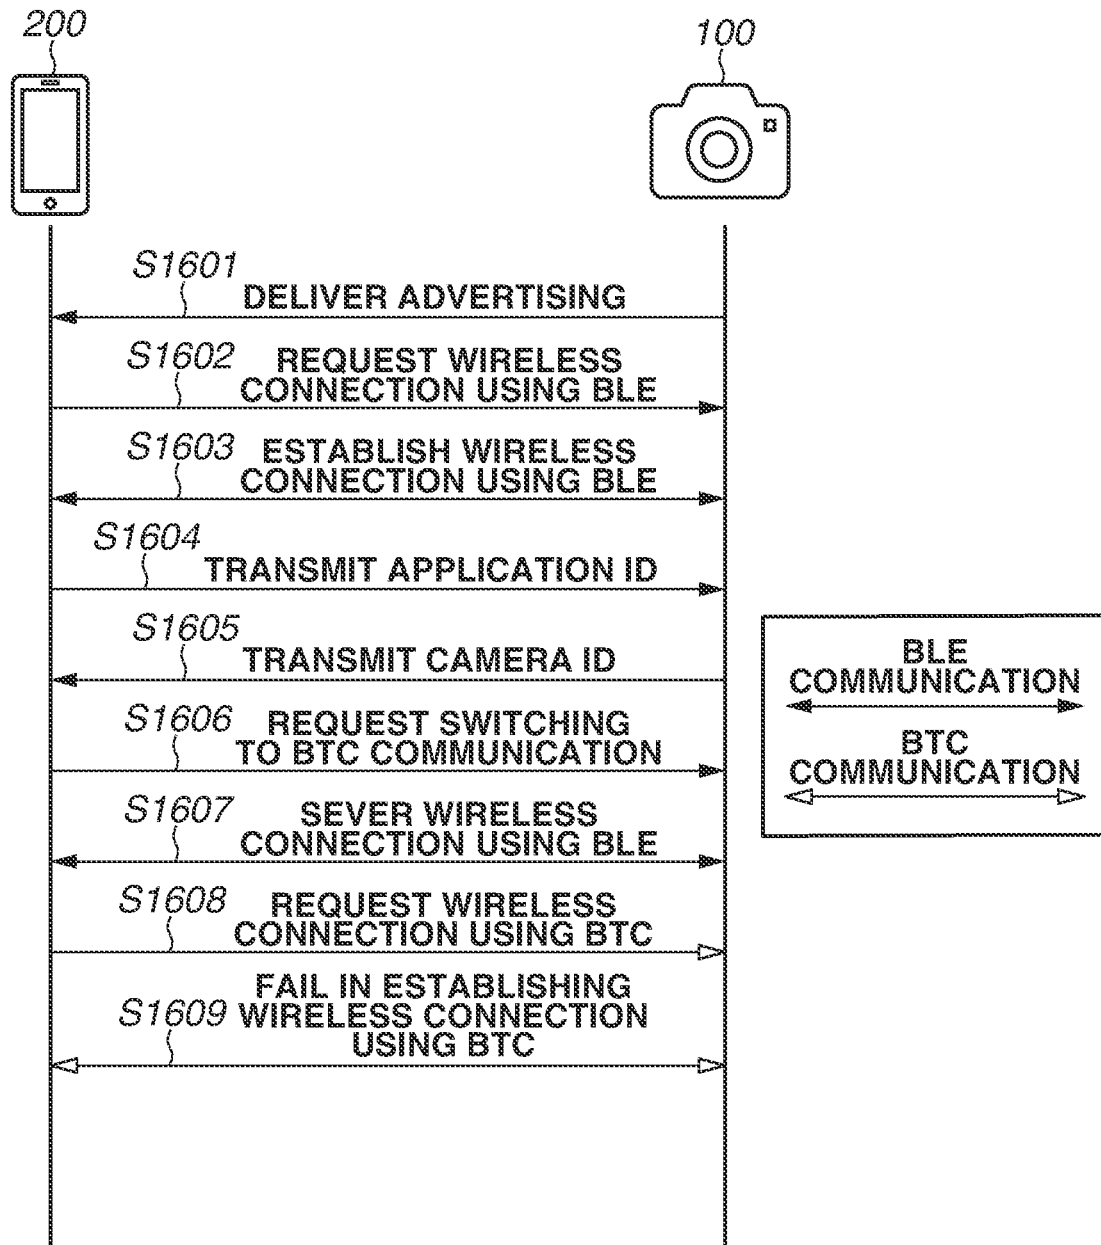 200
100
S1601
DELIVER ADVERTISING
S1602
REQUEST WIRELESS
CONNECTION USING BLE
S1603
ESTABLISH WIRELESS
CONNECTION USING BLE
S1604
TRANSMIT APPLICATION ID
S1605
TRANSMIT CAMERA ID
S1606
REQUEST SWITCHING
TO BTC COMMUNICATION
S1607
SEVER WIRELESS
CONNECTION USING BLE
S1608
REQUEST WIRELESS
CONNECTION USING BTC
S1609
FAIL IN ESTABLISHING
WIRELESS CONNECTION
USING BTC
BLE
COMMUNICATION
BTC
COMMUNICATION